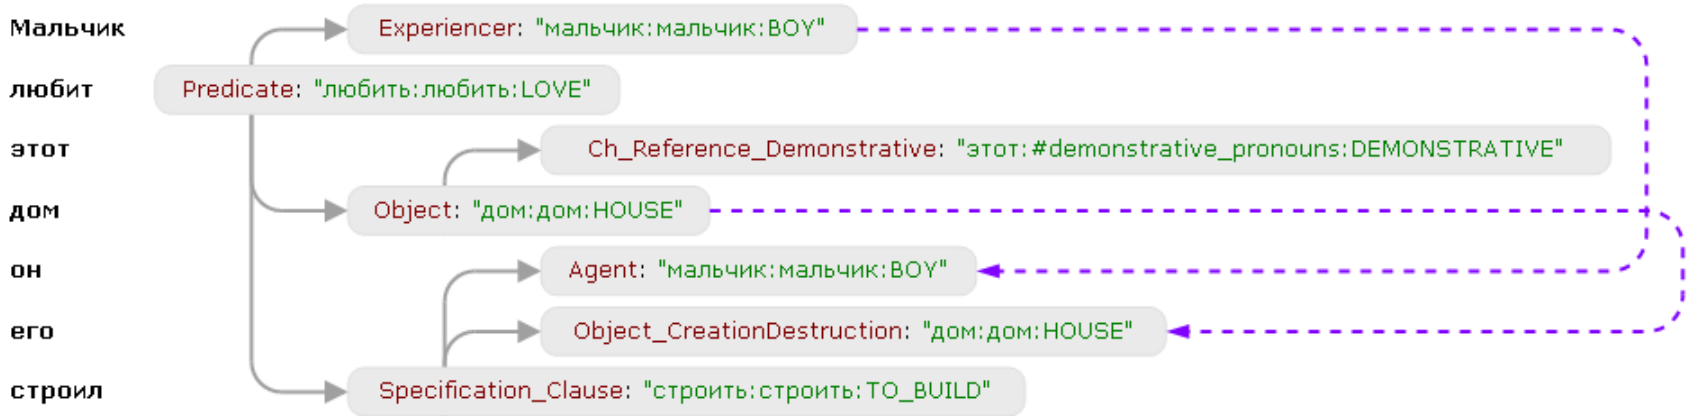 Мальчик Experiencer: "мальчик:мальчик:BOY"
любит Predicate: "любить:любить:LOVE"
этот Ch_Reference_Demonstrative: "этот:#demonstrative_pronouns:DEMONSTRATIVE"
дом Object: "дом:дом:HOUSE"
он Agent: "мальчик:мальчик:BOY"
его Object_CreationDestruction: "дом:дом:HOUSE"
строил Specification_Clause: "строить:строить:TO_BUILD"